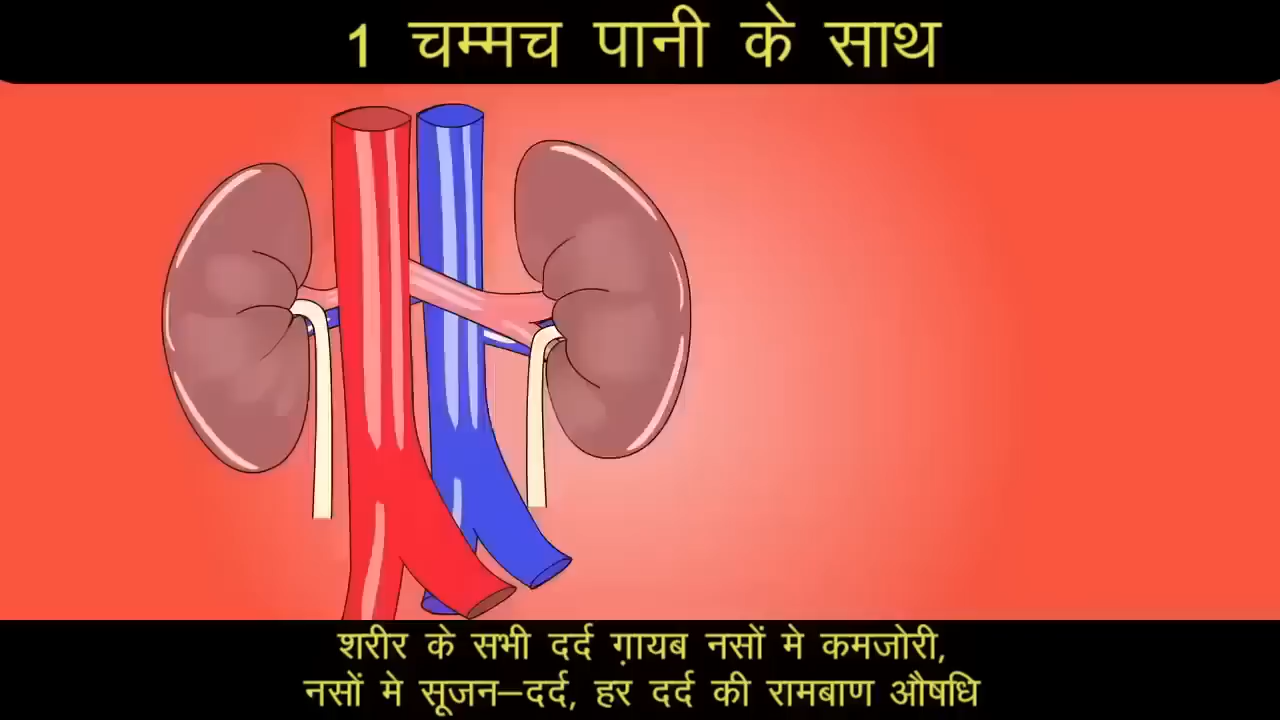 1 चम्मच पानी के साथ
शरीर के सभी दर्द ग़ायब नसों मे कमजोरी,
नसों मे सूजन–दर्द, हर दर्द की रामबाण औषधि